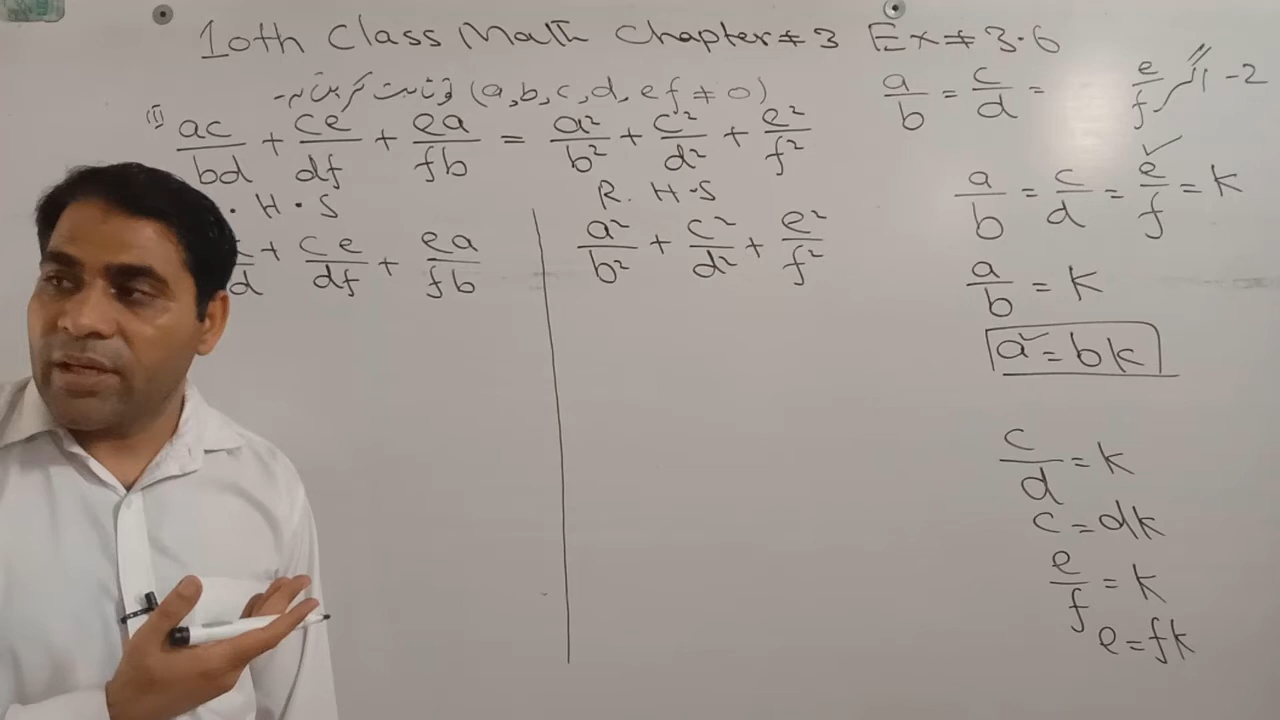 10th Class Math Chapter # 3 Ex # 3.6
2- اگر a/b = c/d = e/f
تو ثابت کریں (a, b, c, d, e f ≠ 0)
(ii) ac/bd + ce/df + ea/fb = a²/b² + c²/d² + e²/f²
. H . S
R. H . S
/d + ce/df + ea/fb
a²/b² + c²/d² + e²/f²
a/b = c/d = e/f = k
a/b = k
a = bk
c/d = k
c = dk
e/f = k
e = fk